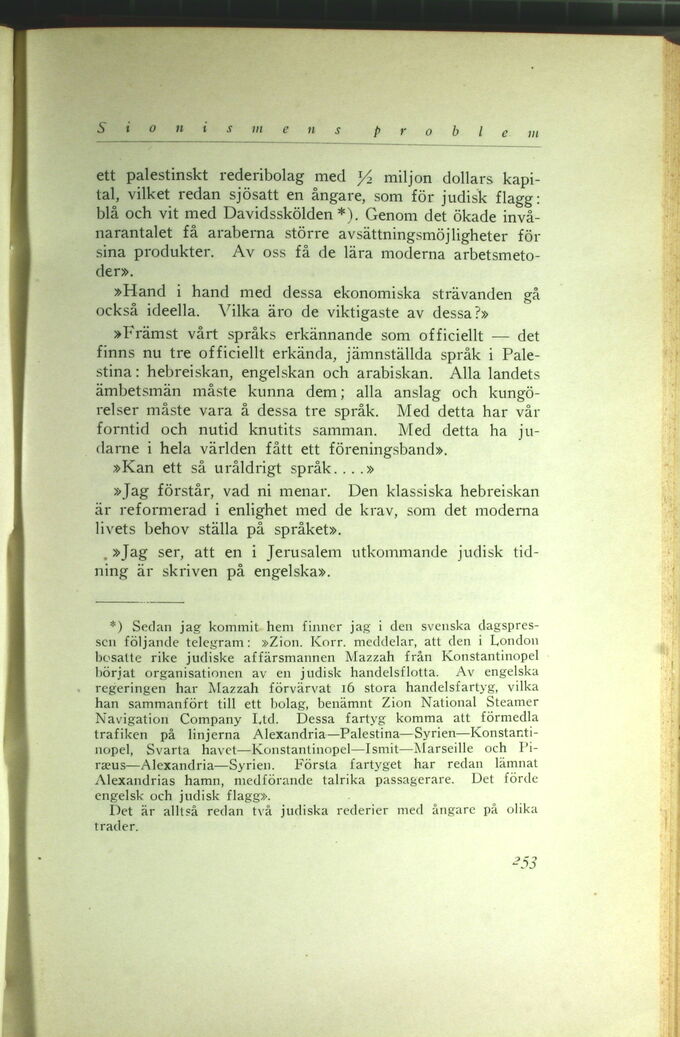 Sionismens problem
ett palestinskt rederibolag med ½ miljon dollars kapi-
tal, vilket redan sjösatt en ångare, som för judisk flagg:
blå och vit med Davidsskölden *). Genom det ökade invå-
narantalet få araberna större avsättningsmöjligheter för
sina produkter. Av oss få de lära moderna arbetsmeto-
der».
»Hand i hand med dessa ekonomiska strävanden gå
också ideella. Vilka äro de viktigaste av dessa?»
»Främst vårt språks erkännande som officiellt — det
finns nu tre officiellt erkända, jämnställda språk i Pale-
stina: hebreiskan, engelskan och arabiskan. Alla landets
ämbetsmän måste kunna dem; alla anslag och kungö-
relser måste vara å dessa tre språk. Med detta har vår
forntid och nutid knutits samman. Med detta ha ju-
darne i hela världen fått ett föreningsband».
»Kan ett så uråldrigt språk....»
»Jag förstår, vad ni menar. Den klassiska hebreiskan
är reformerad i enlighet med de krav, som det moderna
livets behov ställa på språket».
»Jag ser, att en i Jerusalem utkommande judisk tid-
ning är skriven på engelska».
*) Sedan jag kommit hem finner jag i den svenska dagspres-
sen följande telegram: »Zion. Korr. meddelar, att den i London
bosatte rike judiske affärsmannen Mazzah från Konstantinopel
börjat organisationen av en judisk handelsflotta. Av engelska
regeringen har Mazzah förvärvat 16 stora handelsfartyg, vilka
han sammanfört till ett bolag, benämnt Zion National Steamer
Navigation Company Ltd. Dessa fartyg komma att förmedla
trafiken på linjerna Alexandria—Palestina—Syrien—Konstanti-
nopel, Svarta havet—Konstantinopel—Ismit—Marseille och Pi-
ræus—Alexandria—Syrien. Första fartyget har redan lämnat
Alexandrias hamn, medförande talrika passagerare. Det förde
engelsk och judisk flagg».
Det är alltså redan två judiska rederier med ångare på olika
trader.
253